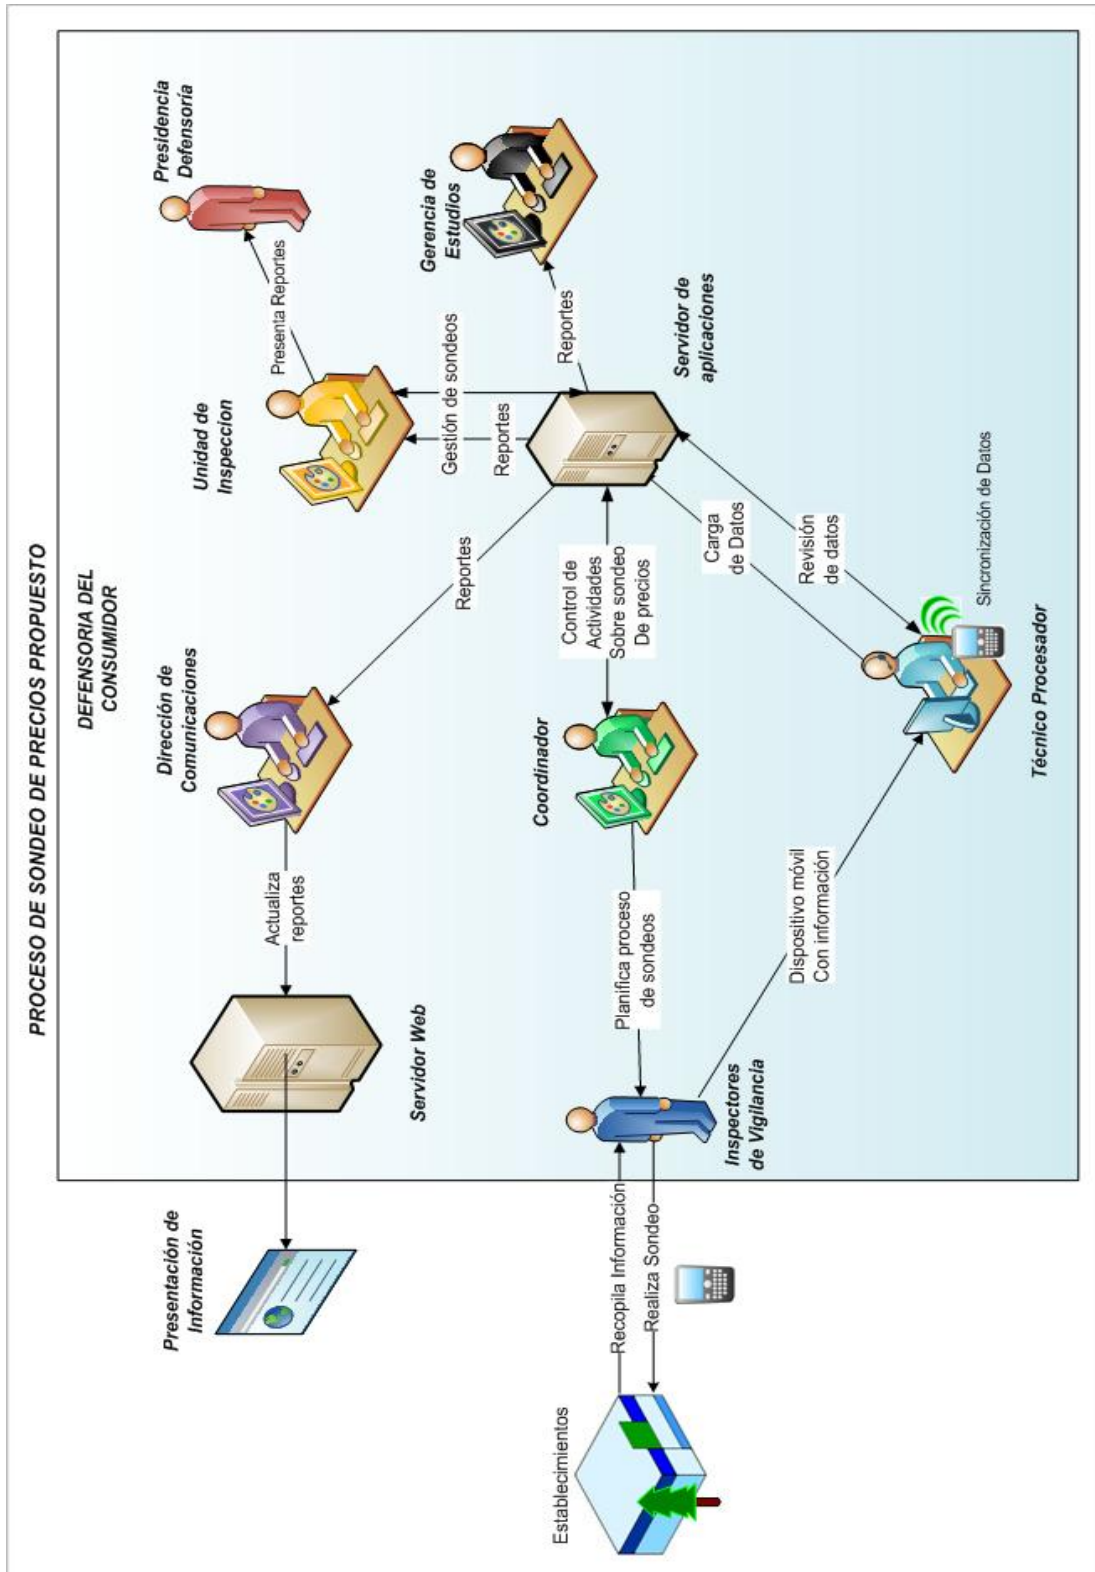 PROCESO DE SONDEO DE PRECIOS PROPUESTO
DEFENSORIA DEL
CONSUMIDOR
Presidencia
Defensoría
Presenta Reportes
Unidad de
Inspeccion
Gerencia de
Estudios
Gestión de sondeos
Reportes
Reportes
Servidor de
aplicaciones
Dirección de
Comunicaciones
Reportes
Actualiza
reportes
Servidor Web
Presentación de
Información
Control de
Actividades
Sobre sondeo
De precios
Coordinador
Planifica proceso
de sondeos
Carga
de Datos
Revisión
de datos
Sincronización de Datos
Técnico Procesador
Dispositivo móvil
Con información
Inspectores
de Vigilancia
Recopila Información
Realiza Sondeo
Establecimientos